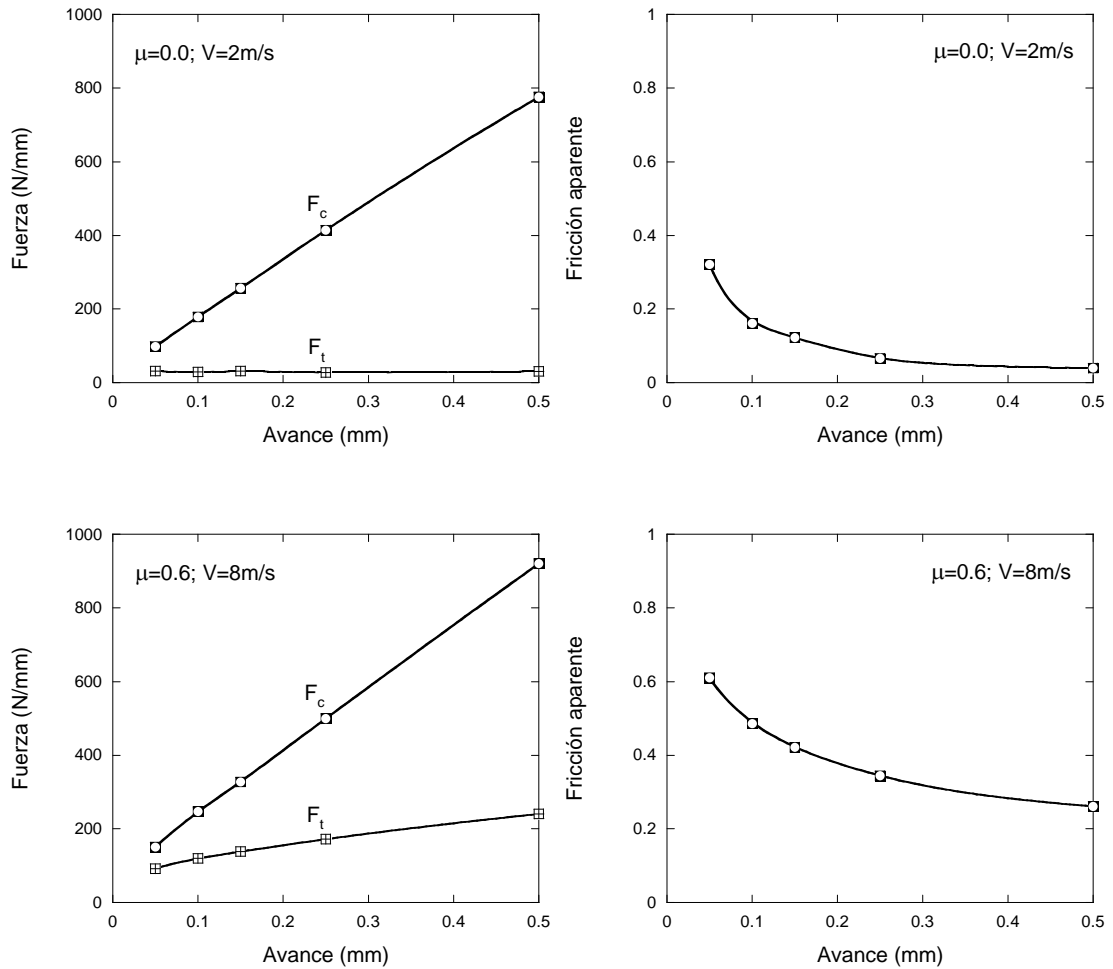 1000
800
600
400
200
0
Fuerza (N/mm)
μ=0.0; V=2m/s
F_c
F_t
0 0.1 0.2 0.3 0.4 0.5
Avance (mm)
1
0.8
0.6
0.4
0.2
0
Fricción aparente
μ=0.0; V=2m/s
0 0.1 0.2 0.3 0.4 0.5
Avance (mm)
1000
800
600
400
200
0
Fuerza (N/mm)
μ=0.6; V=8m/s
F_c
F_t
0 0.1 0.2 0.3 0.4 0.5
Avance (mm)
1
0.8
0.6
0.4
0.2
0
Fricción aparente
μ=0.6; V=8m/s
0 0.1 0.2 0.3 0.4 0.5
Avance (mm)